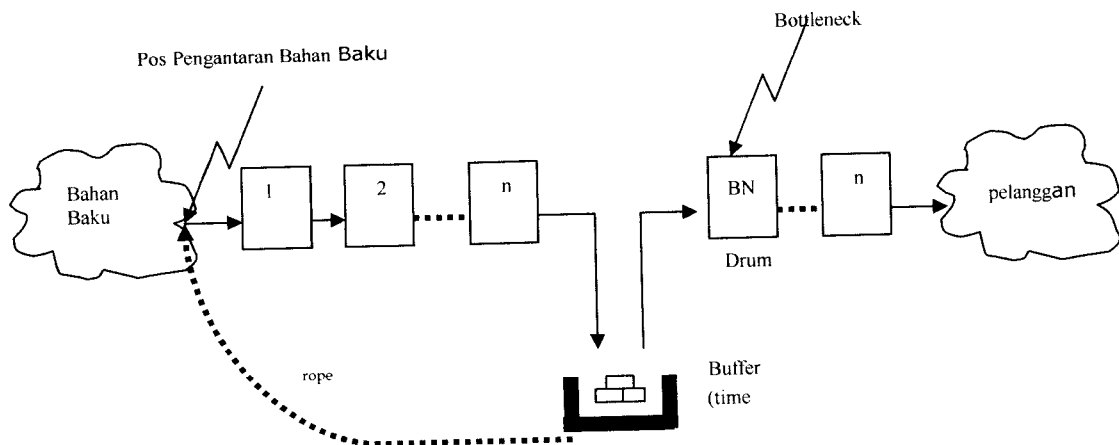 Bottleneck
Pos Pengantaran Bahan Baku
Bahan
Baku
1
2
n
BN
n
pelanggan
Drum
rope
Buffer
(time